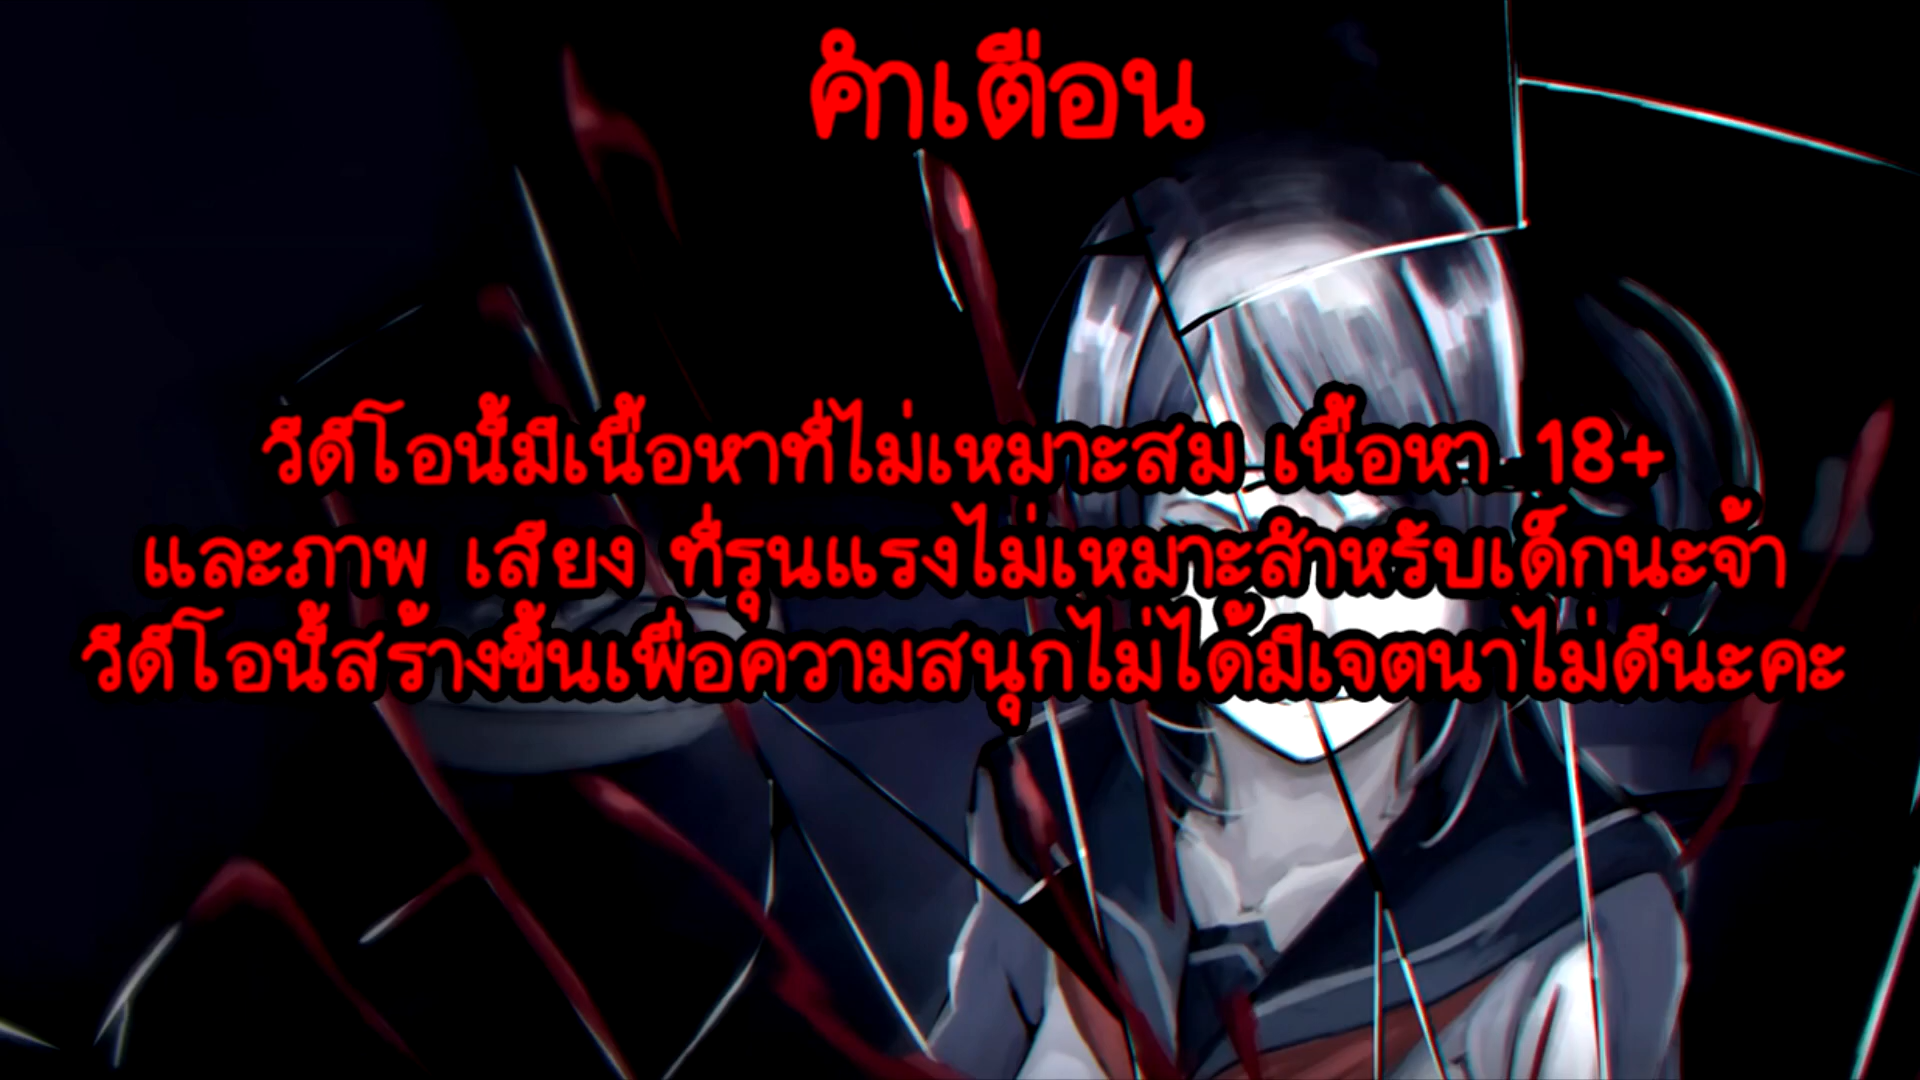 คำเตือน
วีดีโอนี้มีเนื้อหาที่ไม่เหมาะสม เนื้อหา 18+
และภาพ เสียง ที่รุนแรงไม่เหมาะสำหรับเด็กนะจ้า
วีดีโอนี้สร้างขึ้นเพื่อความสนุกไม่ได้มีเจตนาไม่ดีนะคะ